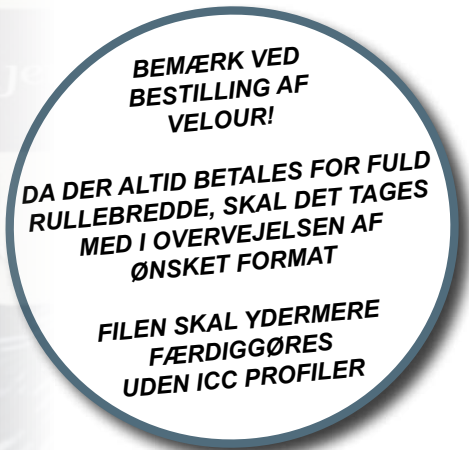 BEMÆRK VED
BESTILLING AF
VELOUR!
DA DER ALTID BETALES FOR FULD
RULLEBREDDE, SKAL DET TAGES
MED I OVERVEJELSEN AF
ØNSKET FORMAT
FILEN SKAL YDERMERE
FÆRDIGGØRES
UDEN ICC PROFILER